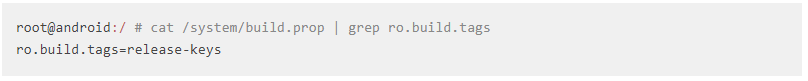 root@android:/ # cat /system/build.prop | grep ro.build.tags
ro.build.tags=release-keys